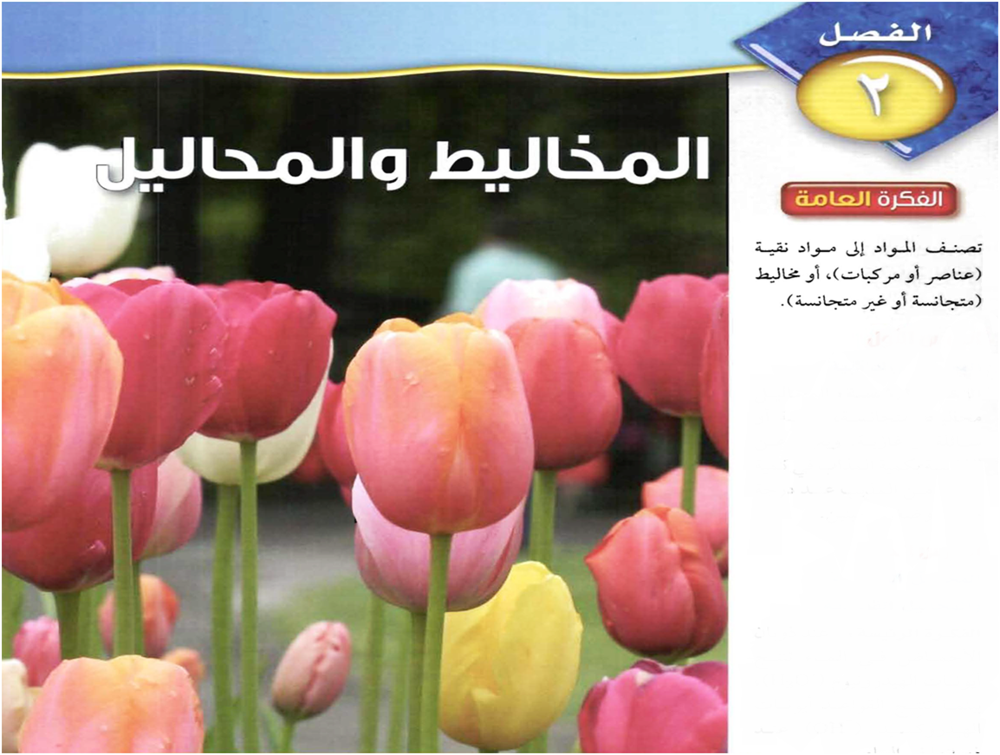 الفصل
٢
المخاليط والمحاليل
الفكرة العامة
تصنف المواد إلى مواد نقية
(عناصر أو مركبات)، أو مخاليط
(متجانسة أو غير متجانسة).